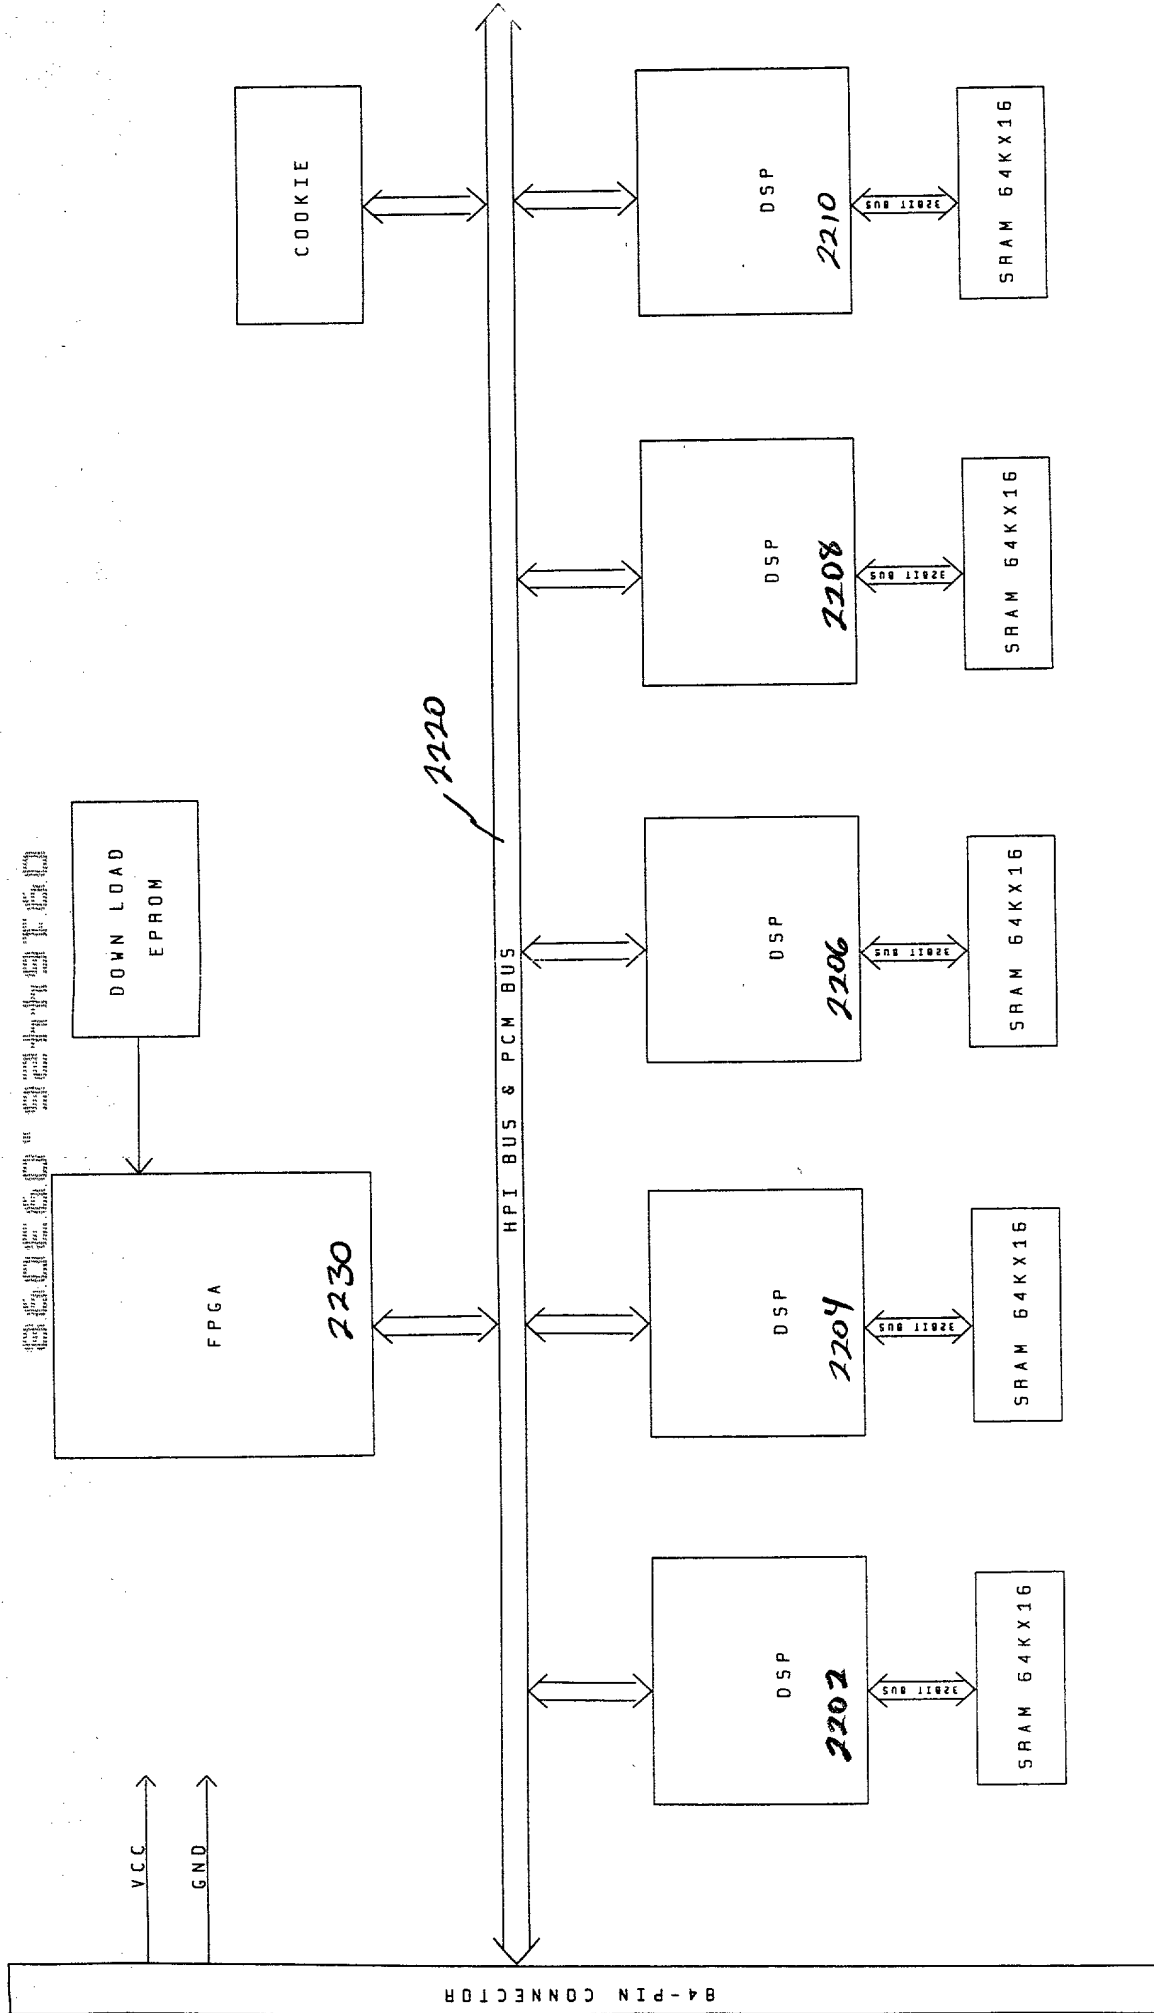 DOWN LOAD
EPROM
COOKIE
VCC
GND
FPGA
2230
2220
HPI BUS & PCM BUS
DSP
2202
DSP
2204
DSP
2206
DSP
2208
DSP
2210
32BIT BUS
32BIT BUS
32BIT BUS
32BIT BUS
32BIT BUS
SRAM 64KX16
SRAM 64KX16
SRAM 64KX16
SRAM 64KX16
SRAM 64KX16
84-PIN CONNECTOR